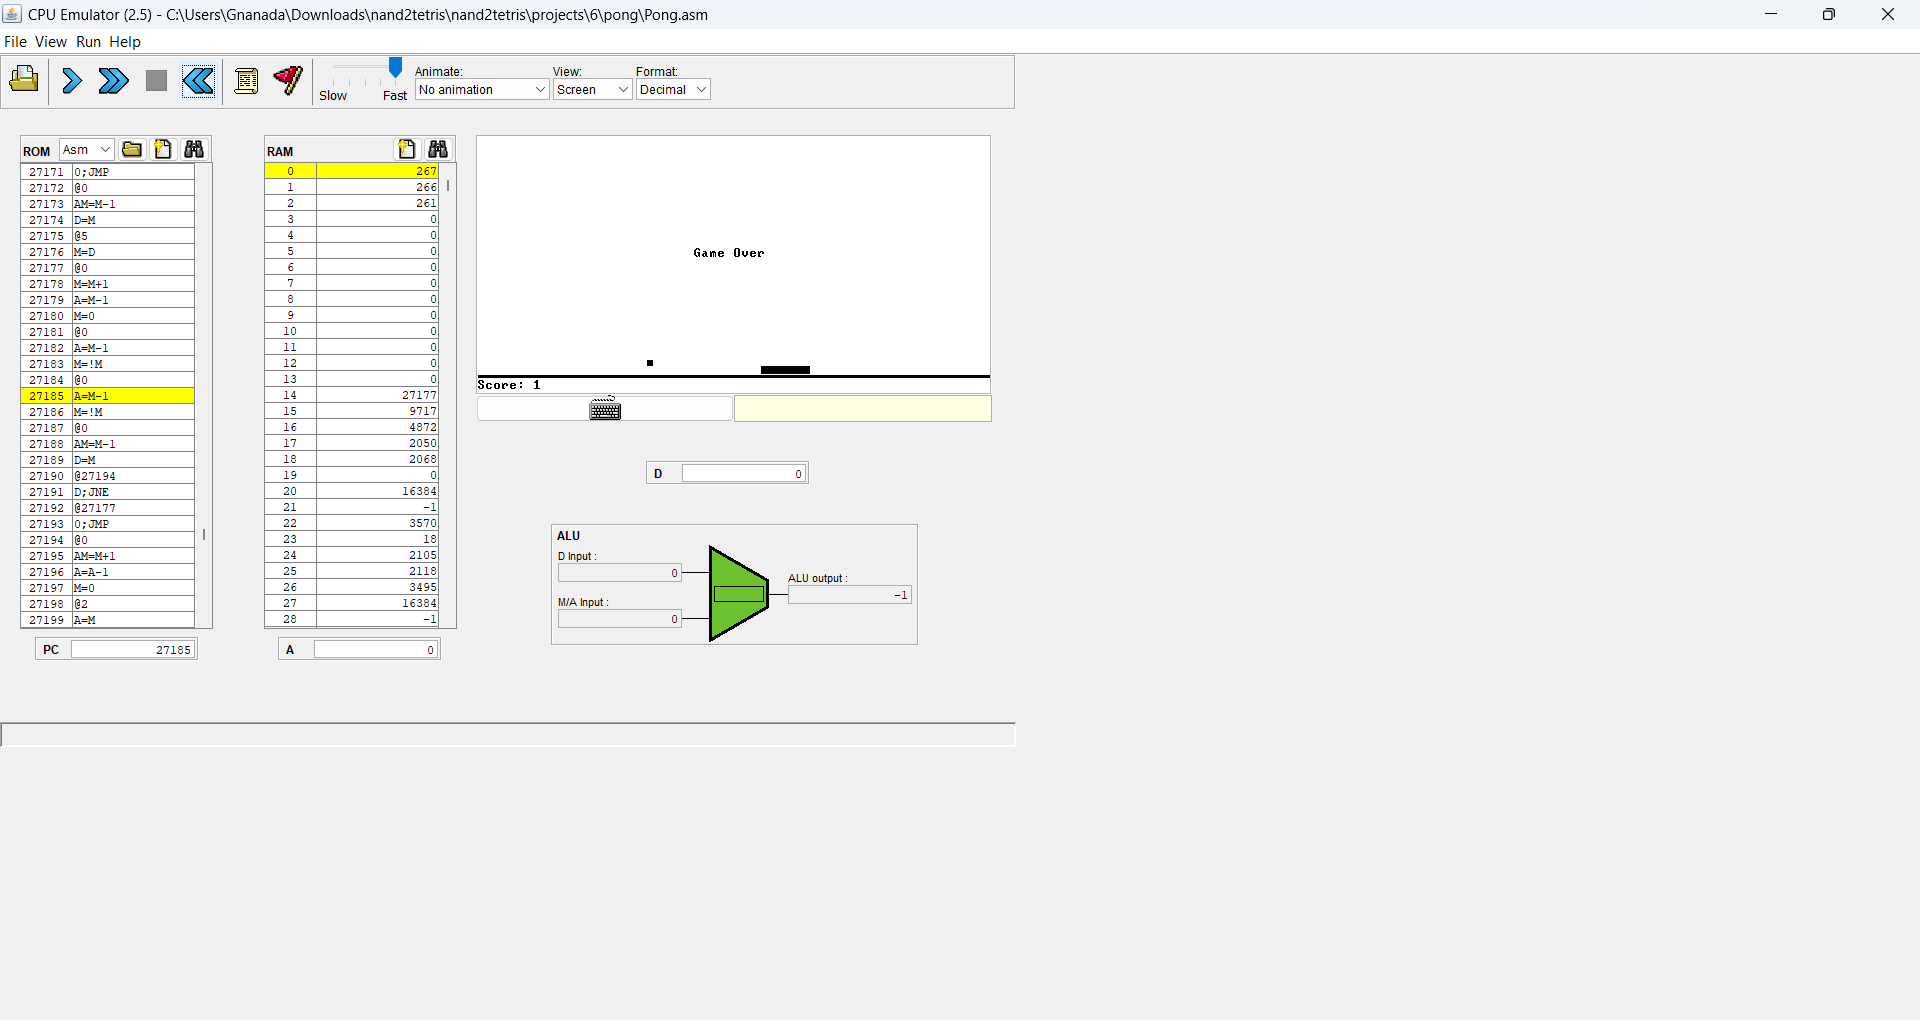 CPU Emulator (2.5) - C:\Users\Gnanada\Downloads\nand2tetris\nand2tetris\projects\6\pong\Pong.asm
File View Run Help
Slow Fast
Animate:
No animation
View:
Screen
Format:
Decimal
ROM Asm
27171 0;JMP
27172 @0
27173 AM=M-1
27174 D=M
27175 @5
27176 M=D
27177 @0
27178 M=M+1
27179 A=M-1
27180 M=0
27181 @0
27182 A=M-1
27183 M=!M
27184 @0
27185 A=M-1
27186 M=!M
27187 @0
27188 AM=M-1
27189 D=M
27190 @27194
27191 D;JNE
27192 @27177
27193 0;JMP
27194 @0
27195 AM=M+1
27196 A=A-1
27197 M=0
27198 @2
27199 A=M
PC 27185
RAM
0 267
1 266
2 261
3 0
4 0
5 0
6 0
7 0
8 0
9 0
10 0
11 0
12 0
13 0
14 27177
15 9717
16 4872
17 2050
18 2068
19 0
20 16384
21 -1
22 3570
23 18
24 2105
25 2118
26 3495
27 16384
28 -1
A 0
Game Over
Score: 1
D 0
ALU
D Input :
0
M/A Input :
0
ALU output :
-1